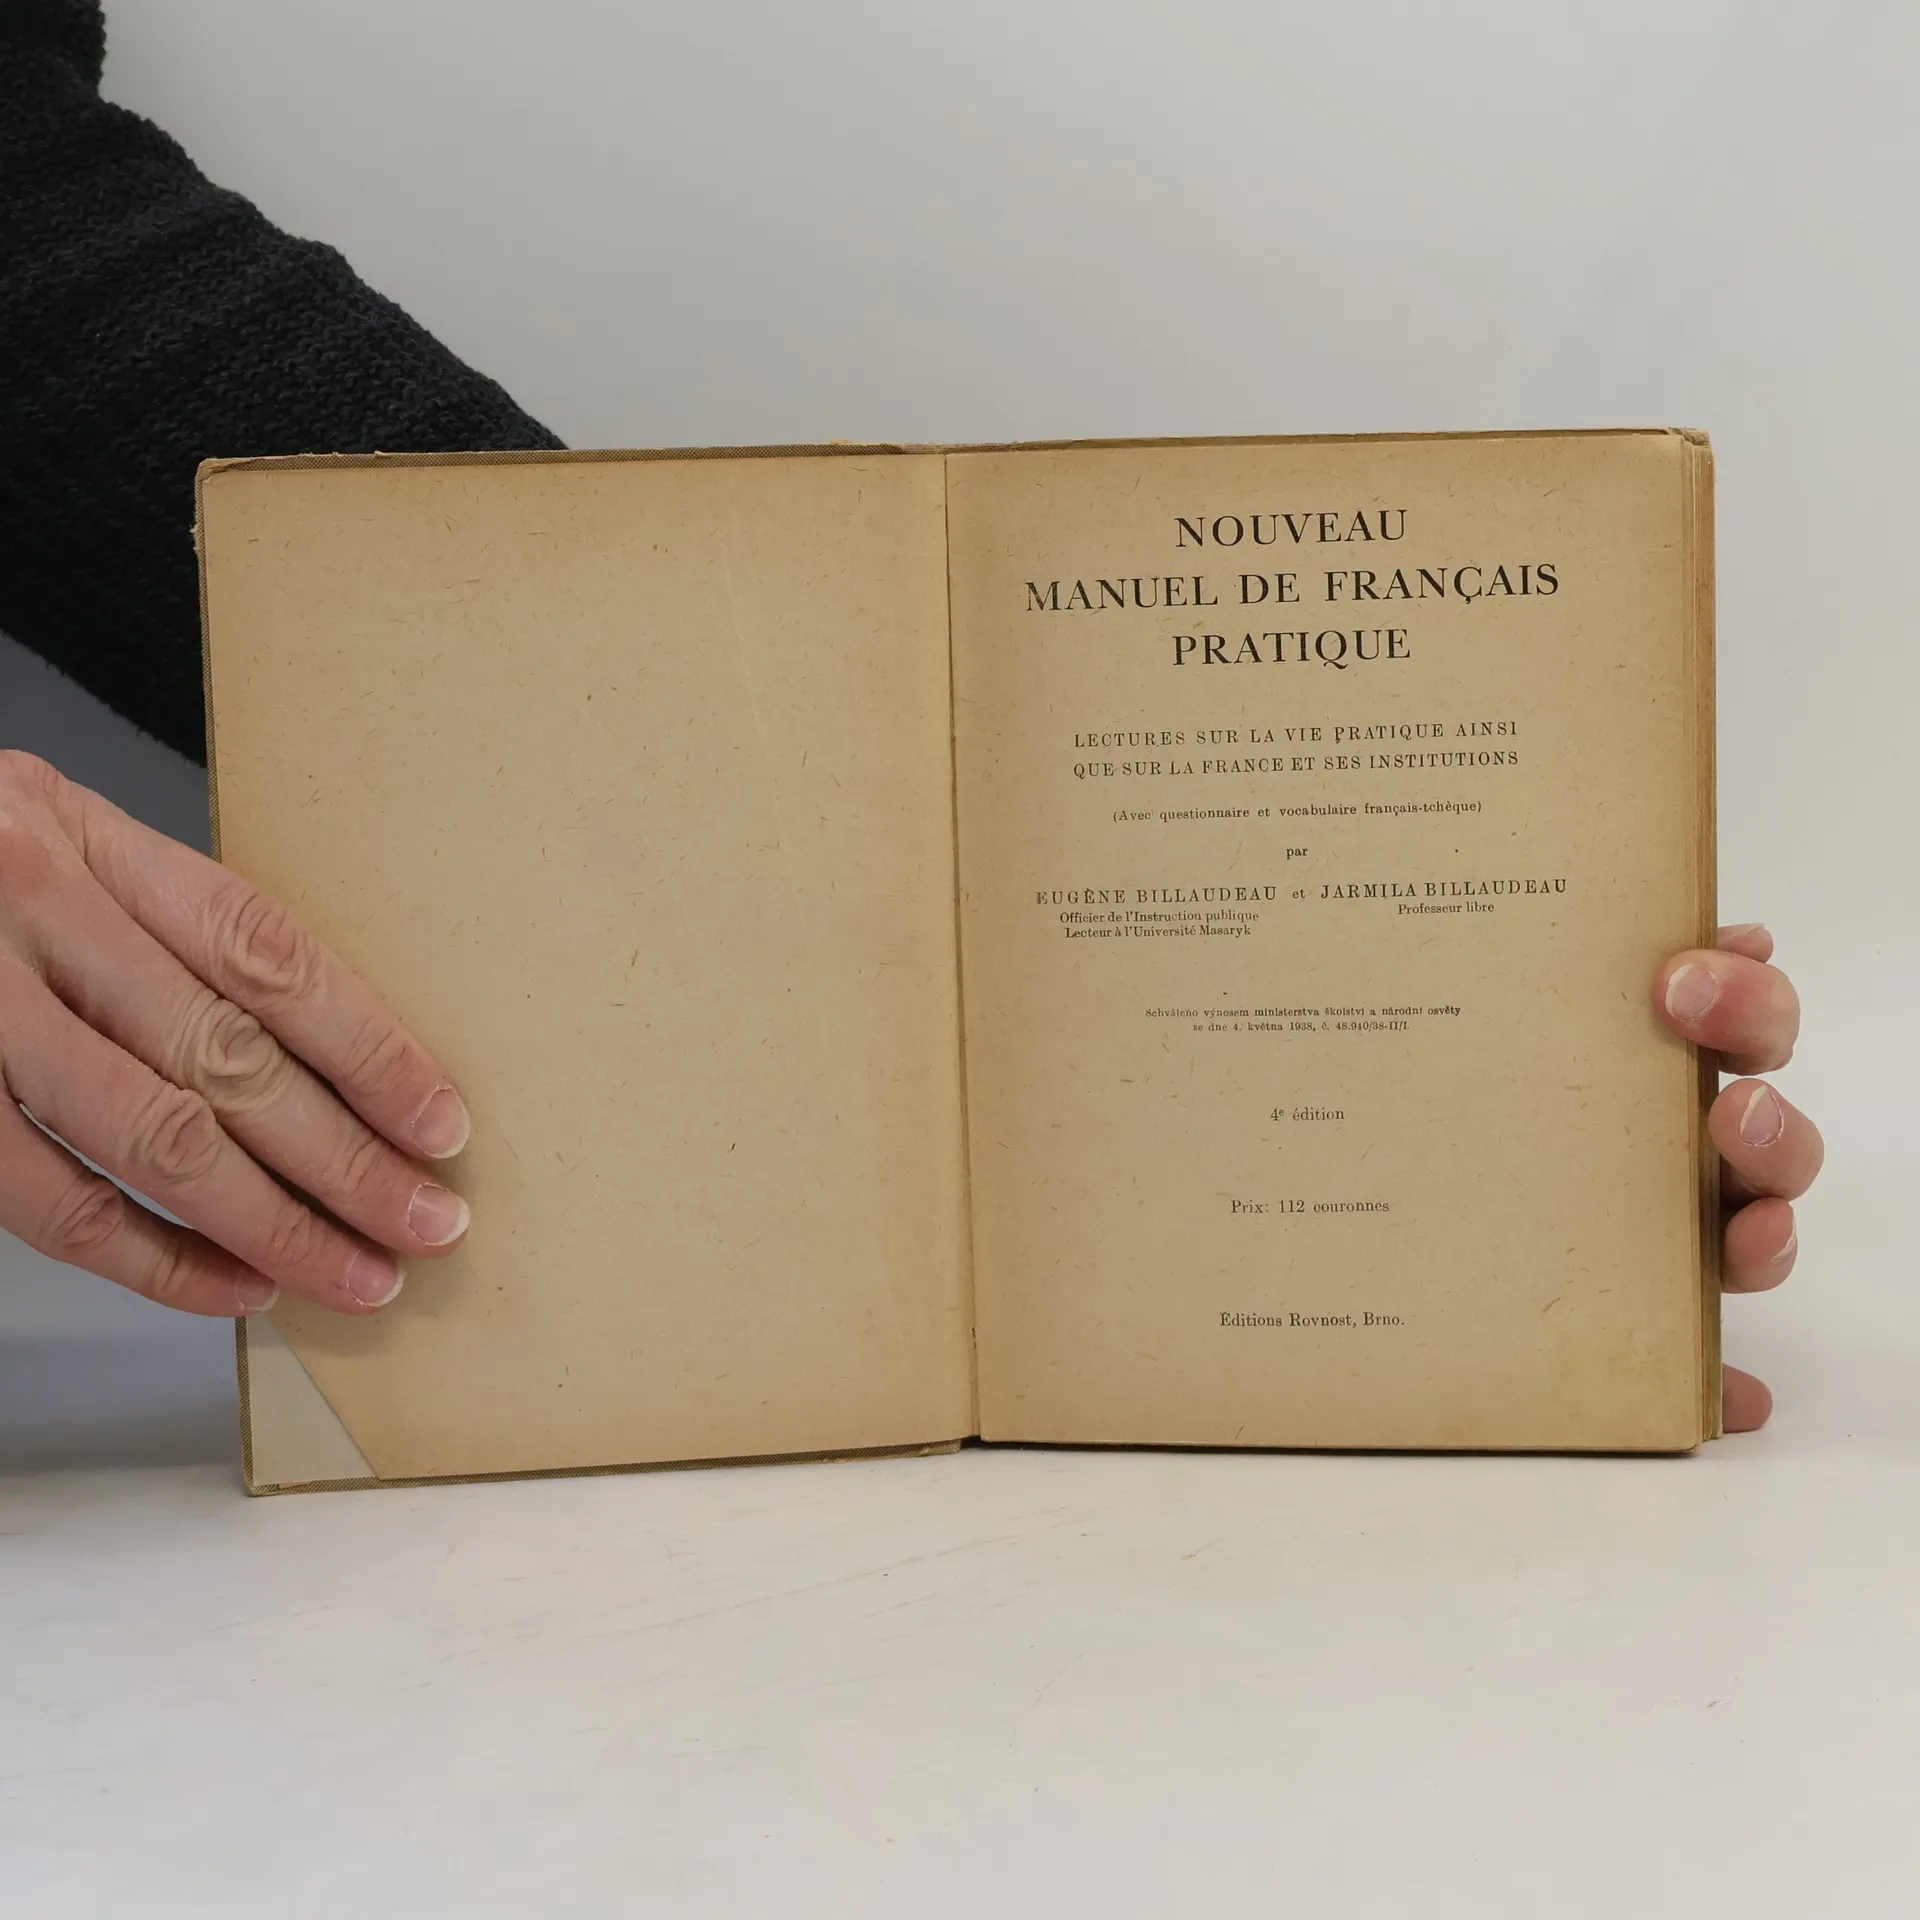 NOUVEAU
MANUEL DE FRANÇAIS
PRATIQUE
LECTURES SUR LA VIE PRATIQUE AINSI
QUE SUR LA FRANCE ET SES INSTITUTIONS
(Avec questionnaire et vocabulaire français-tchèque)
par
EUGÈNE BILLAUDEAU et JARMILA BILLAUDEAU
Officier de l'Instruction publique
Professeur libre
Lecteur à l'Université Masaryk
Schváleno výnosem ministerstva školství a národní osvěty
ze dne 4. května 1938, č. 48.940/38-II/1.
4e édition
Prix: 112 couronnes
Éditions Rovnost, Brno.